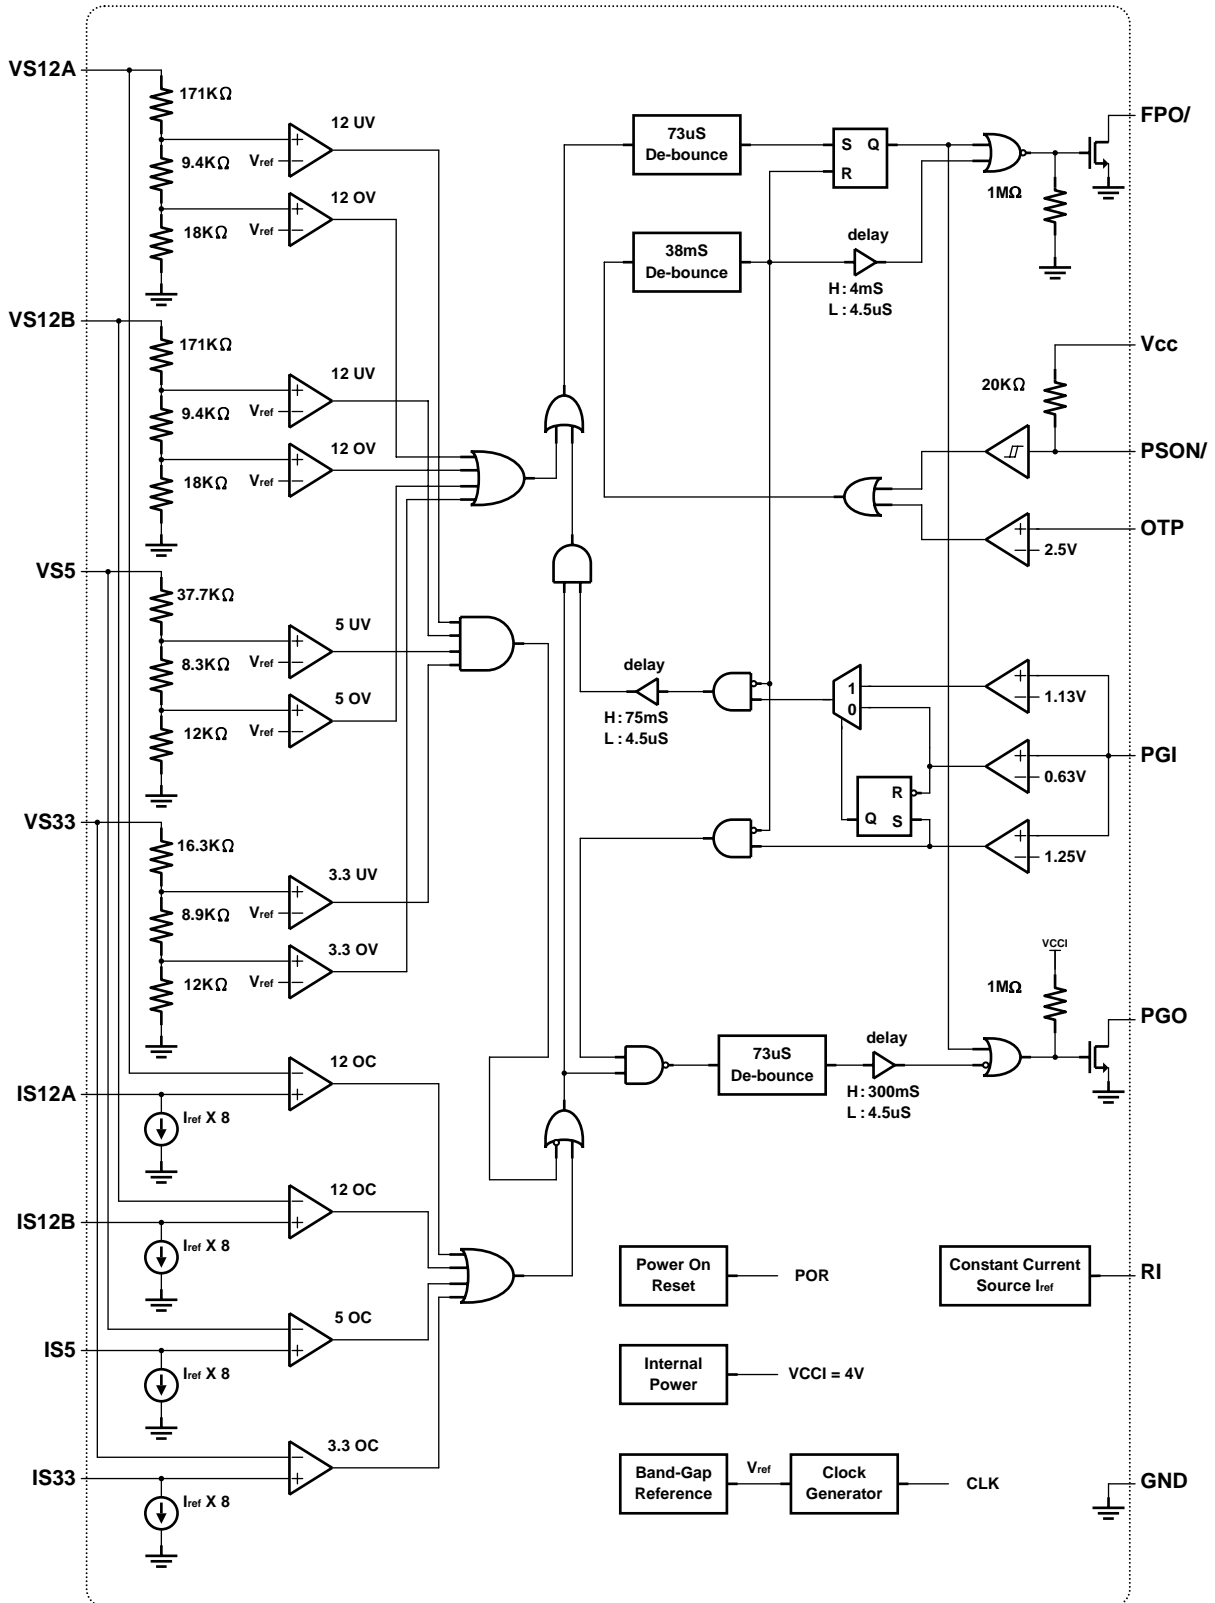 VS12A
171KΩ
12 UV
9.4KΩ
Vref
12 OV
18KΩ
Vref
VS12B
171KΩ
12 UV
9.4KΩ
Vref
12 OV
18KΩ
Vref
VS5
37.7KΩ
5 UV
8.3KΩ
Vref
5 OV
12KΩ
Vref
VS33
16.3KΩ
3.3 UV
8.9KΩ
Vref
3.3 OV
12KΩ
Vref
12 OC
IS12A
Iref X 8
12 OC
IS12B
Iref X 8
5 OC
IS5
Iref X 8
3.3 OC
IS33
Iref X 8
73uS
De-bounce
S Q
R
FPO/
1MΩ
38mS
De-bounce
delay
H : 4mS
L : 4.5uS
Vcc
20KΩ
PSON/
OTP
2.5V
delay
H : 75mS
L : 4.5uS
1
0
1.13V
PGI
0.63V
R
Q S
1.25V
VCCI
1MΩ
PGO
73uS
De-bounce
delay
H : 300mS
L : 4.5uS
Power On
Reset
POR
Constant Current
Source Iref
RI
Internal
Power
VCCI = 4V
Band-Gap
Reference
Vref
Clock
Generator
CLK
GND